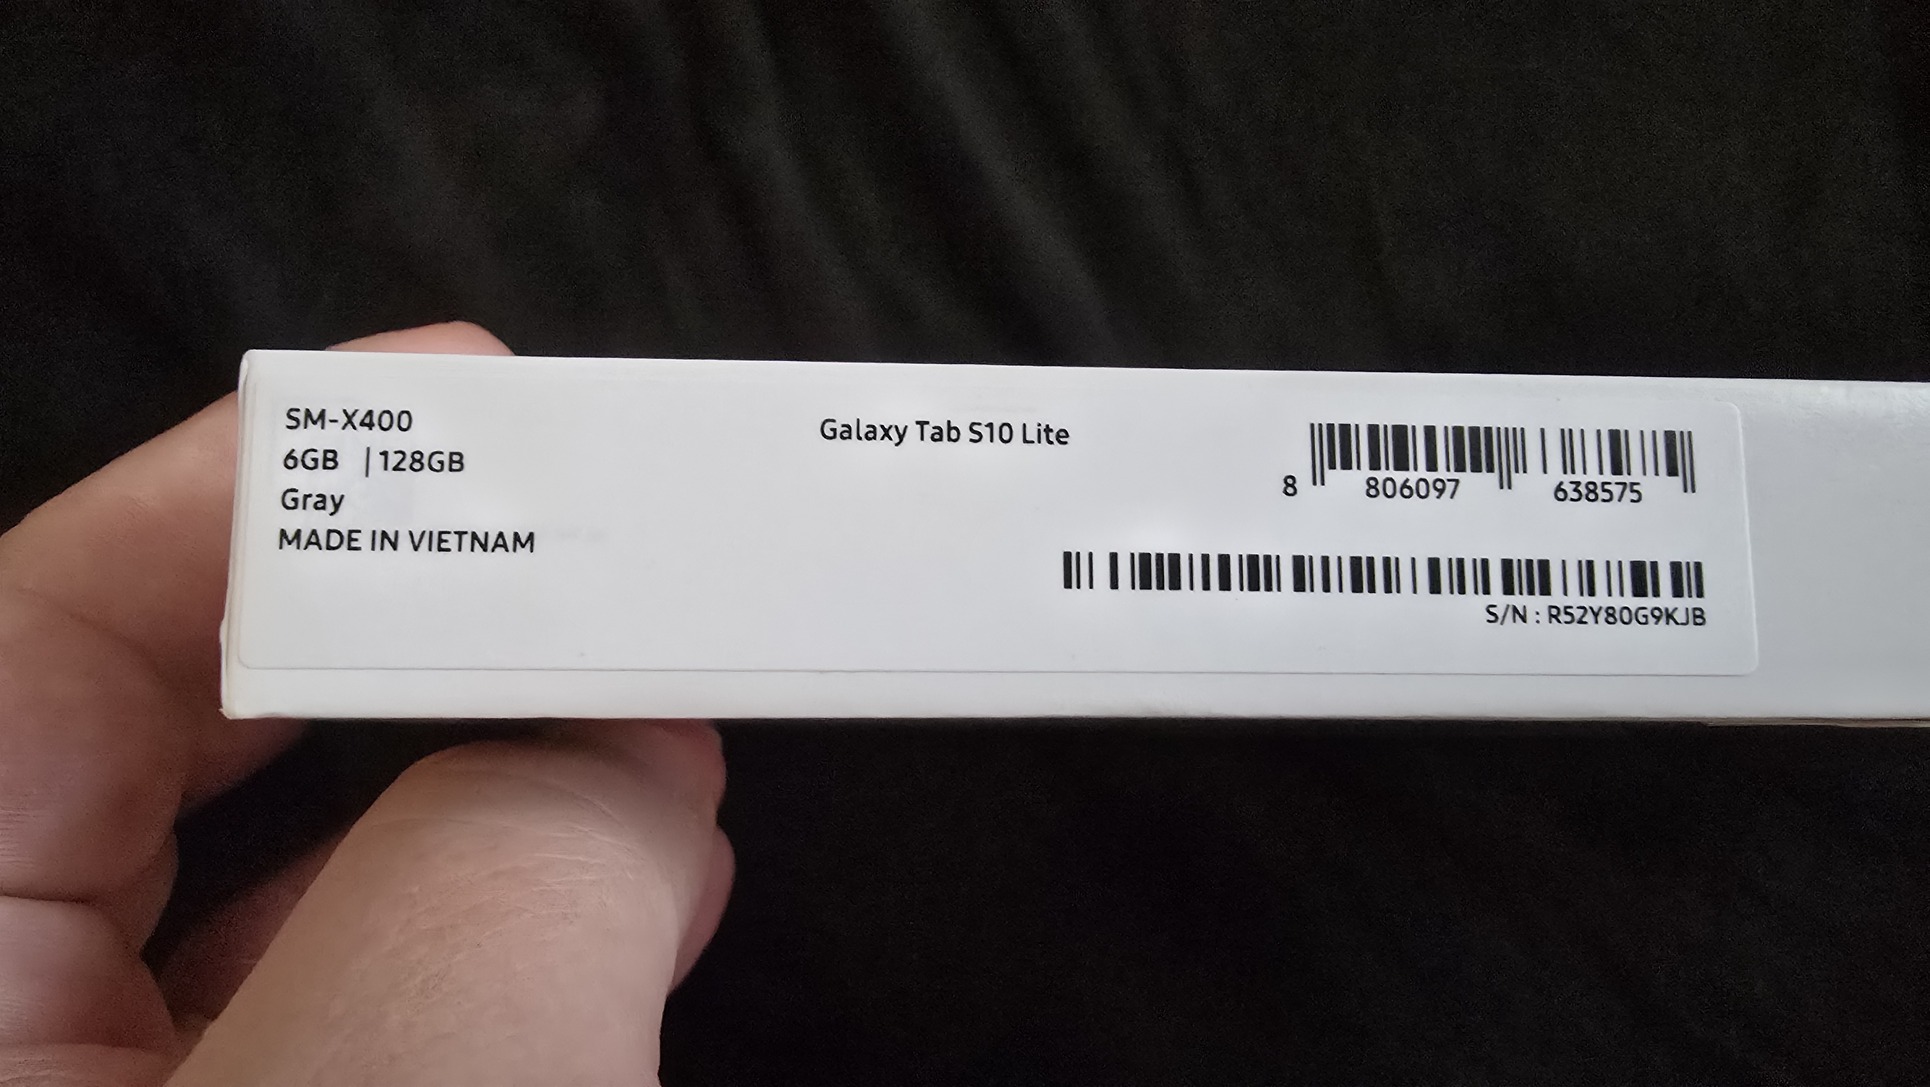 SM-X400
6GB | 128GB
Gray
MADE IN VIETNAM
Galaxy Tab S10 Lite
8 806097 638575
S/N : R52Y80G9KJB